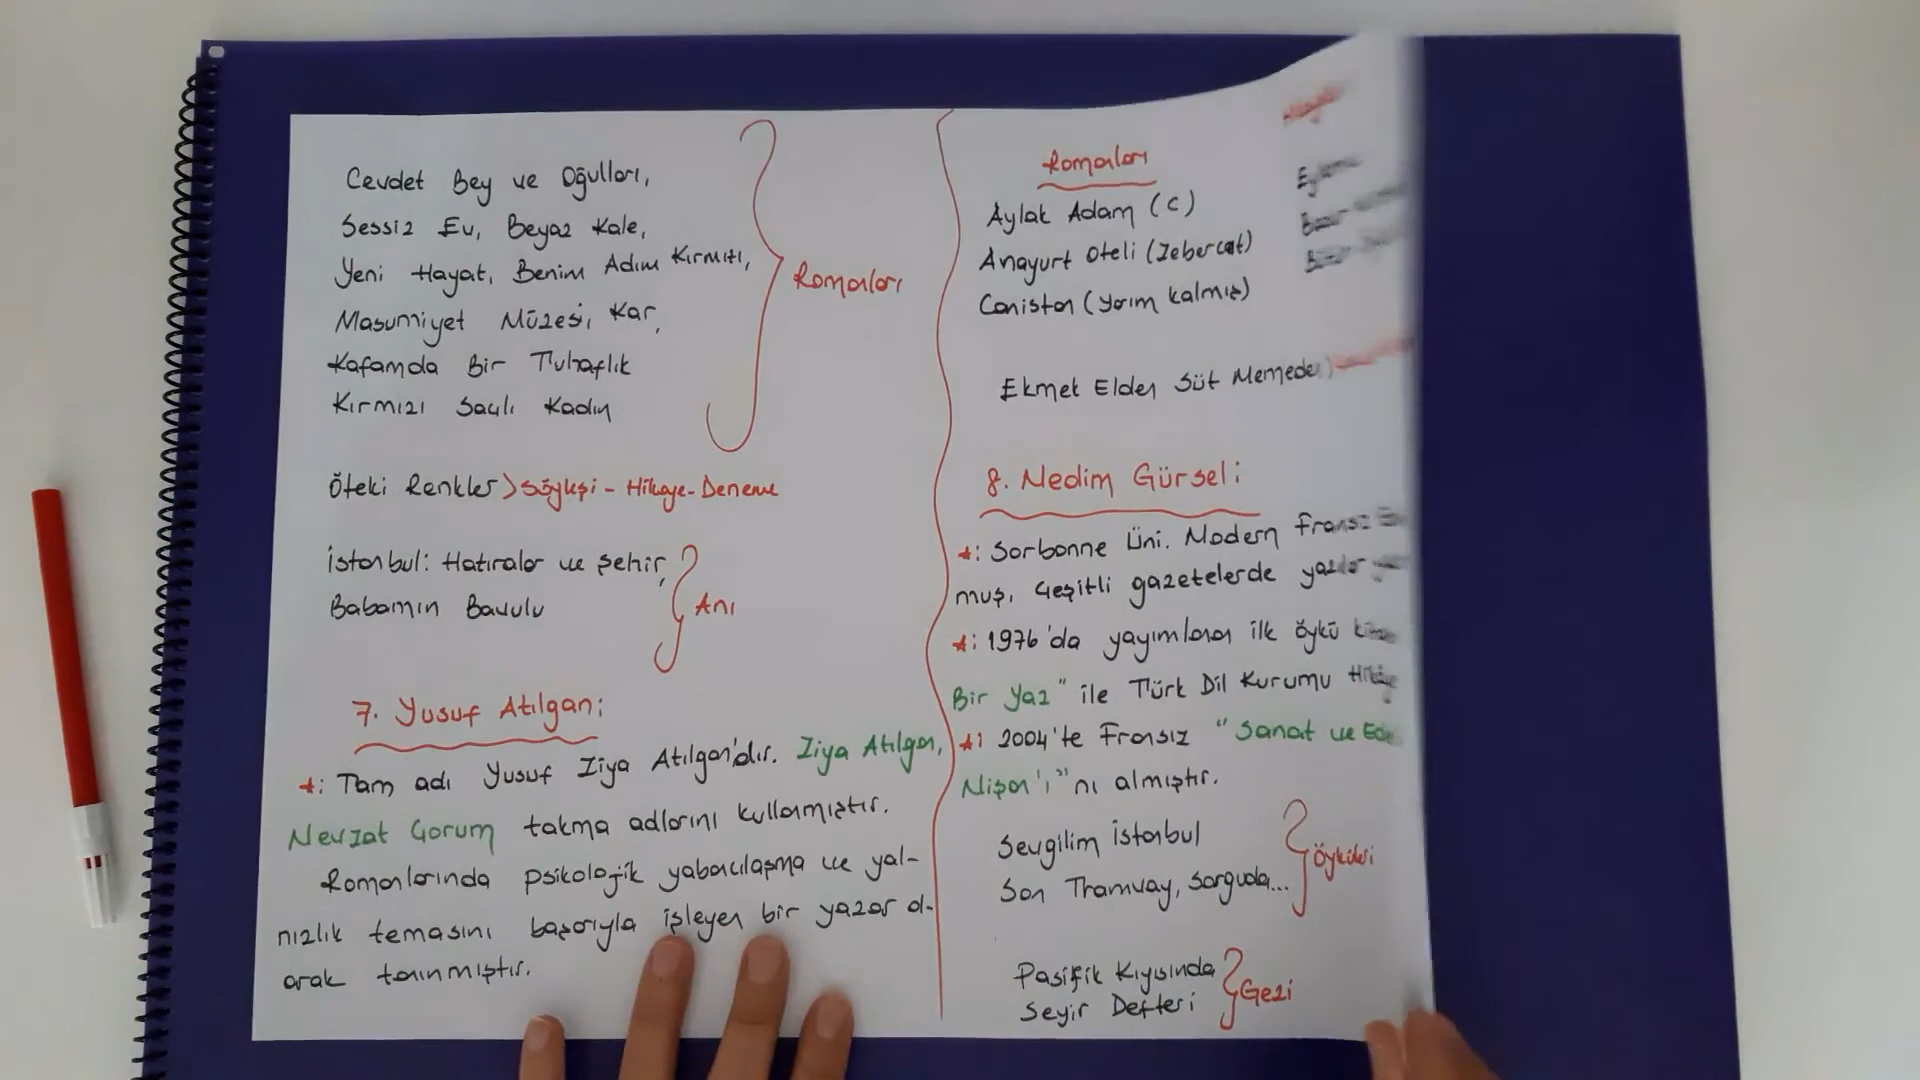 Cevdet Bey ve Oğulları,
Sessiz Ev, Beyaz Kale,
Yeni Hayat, Benim Adım Kırmızı,
Masumiyet Müzesi, Kar,
Kafamda Bir Tuhaflık
Kırmızı Saçlı Kadın
Romanları
Öteki Renkler > Söyleşi - Hikaye - Deneme
İstanbul: Hatıralar ve Şehir,
Babamın Bavulu
Anı
7. Yusuf Atılgan:
*: Tam adı Yusuf Ziya Atılgan'dır. Ziya Atılgan,
Nevzat Çorum takma adlarını kullanmıştır.
Romanlarında psikolojik yabancılaşma ve yal-
nızlık temasını başarıyla işleyen bir yazar ol-
arak tanınmıştır.
Romanları
Aylak Adam (C)
Anayurt Oteli (Zebercet)
Canistan (yarım kalmış)
Ekmek Elden Süt Memeden
8. Nedim Gürsel:
*: Sorbonne Üni. Modern Fransız
muş, çeşitli gazetelerde yazılar
*: 1976'da yayımlanan ilk öykü
Bir Yaz" ile Türk Dil Kurumu
*: 2004'te Fransız "Sanat ve
Nişan'ı"nı almıştır.
Sevgilim İstanbul
Son Tramvay, Sorguda...
Öyküleri
Pasifik Kıyısında
Seyir Defteri
Gezi